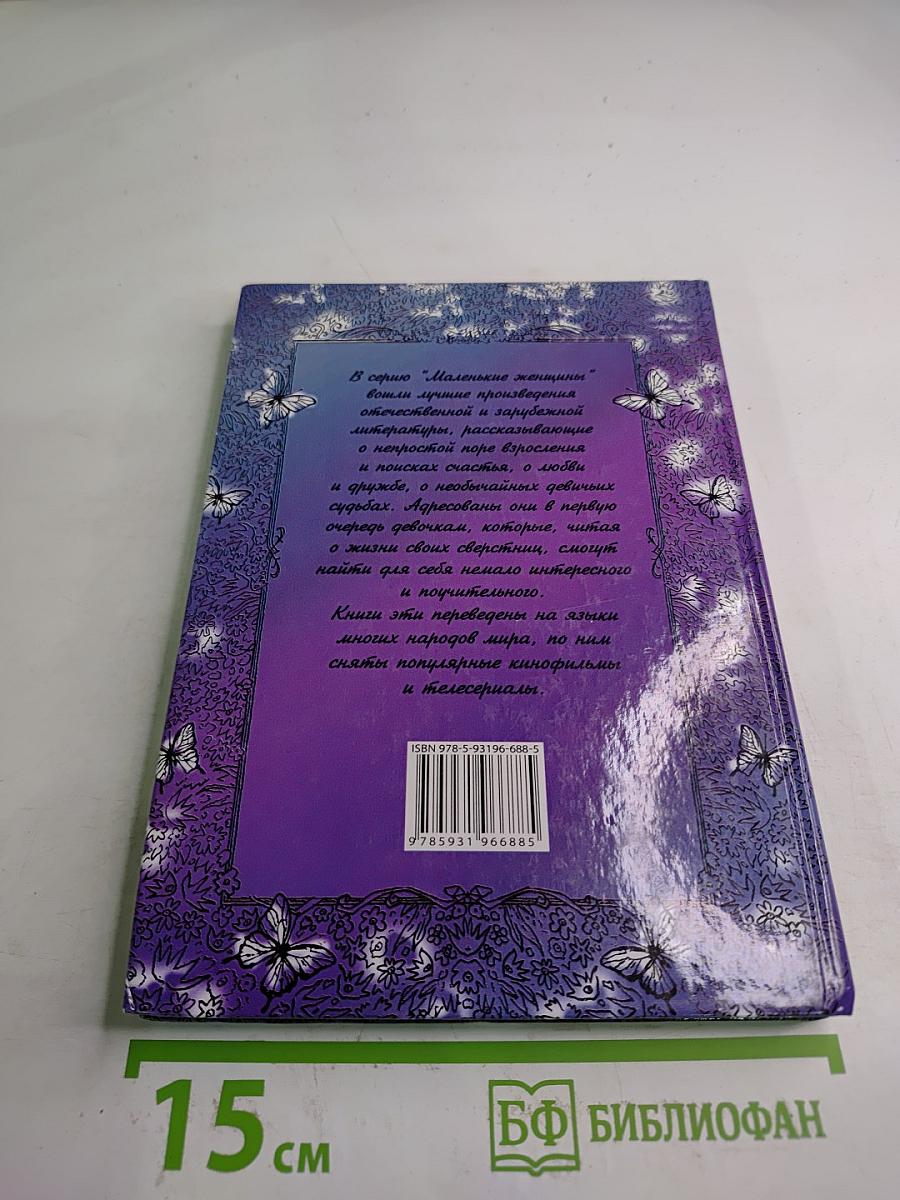 В серию "Маленькие женщины"
вошли лучшие произведения
отечественной и зарубежной
литературы, рассказывающие
о непростой поре взросления
и поисках счастья, о любви
и дружбе, о необычайных девичьих
судьбах. Адресованы они в первую
очередь девочкам, которые, читая
о жизни своих сверстниц, смогут
найти для себя немало интересного
и поучительного.
Книги эти переведены на языки
многих народов мира, по ним
сняты популярные кинофильмы
и телесериалы.
ISBN 978-5-93196-688-5
9 785931 966885
15 см
БФ БИБЛИОФАН